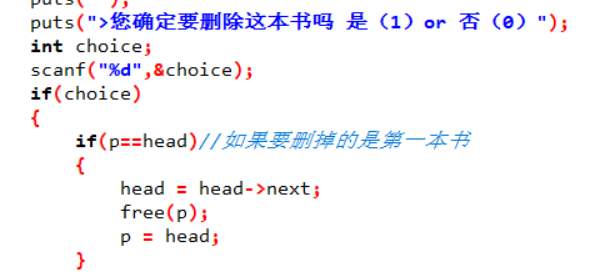 puts(">您确定要删除这本书吗 是（1）or 否（0）");
int choice;
scanf("%d",&choice);
if(choice)
{
if(p==head)//如果要删掉的是第一本书
{
head = head->next;
free(p);
p = head;
}